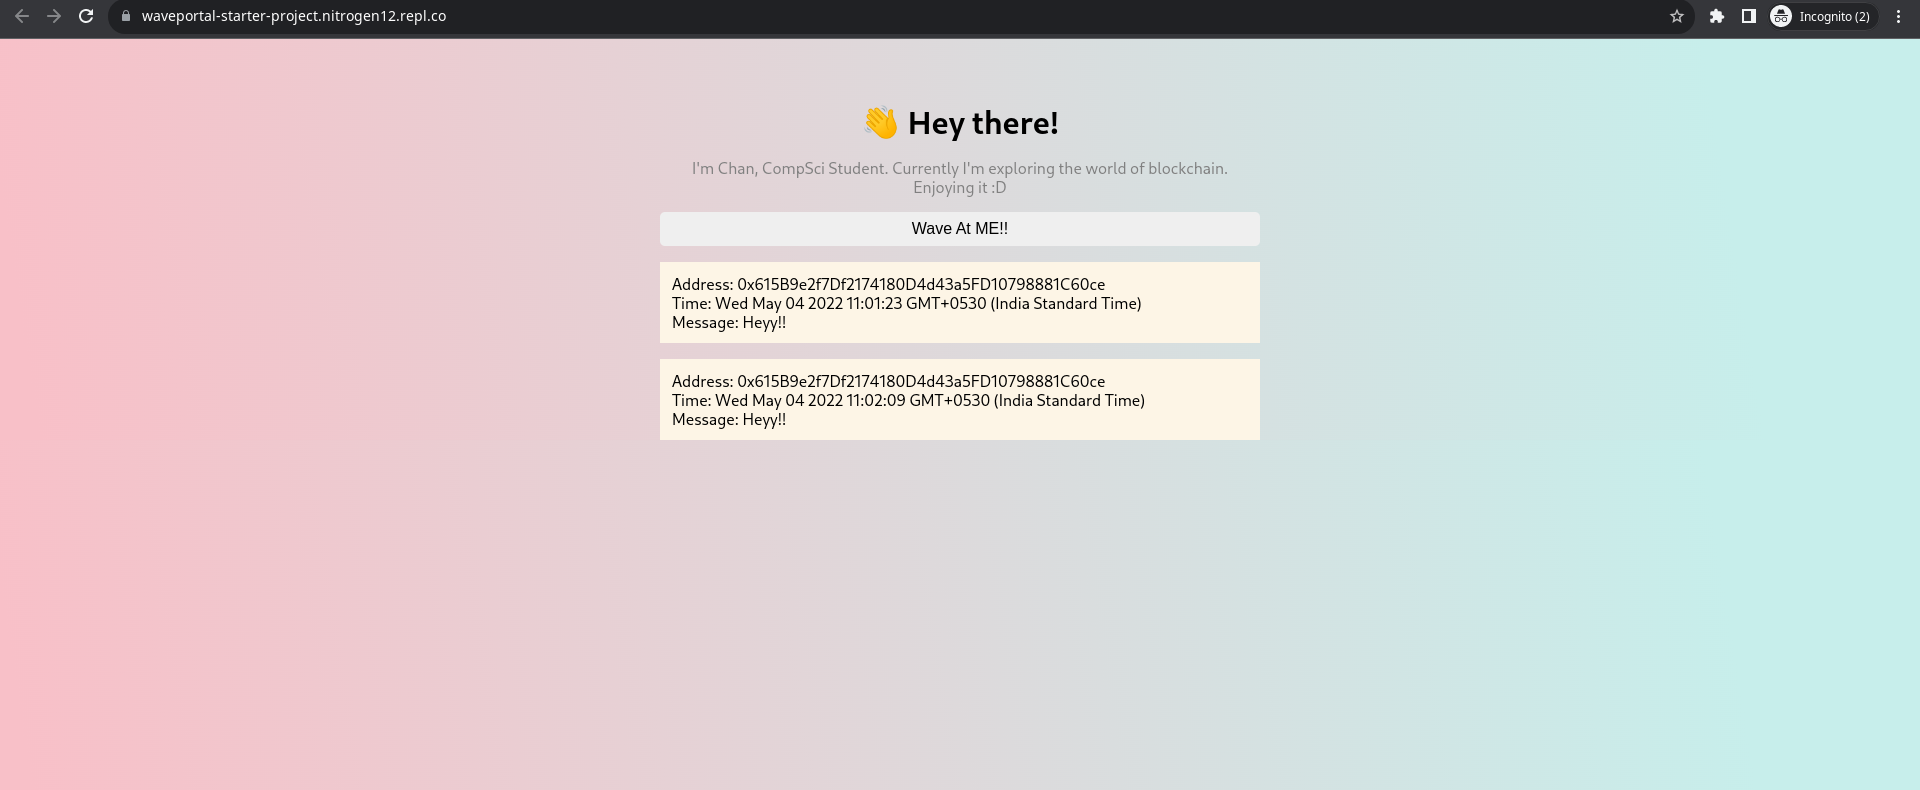 waveportal-starter-project.nitrogen12.repl.co
Incognito (2)
👋 Hey there!
I'm Chan, CompSci Student. Currently I'm exploring the world of blockchain.
Enjoying it :D
Wave At ME!!
Address: 0x615B9e2f7Df2174180D4d43a5FD10798881C60ce
Time: Wed May 04 2022 11:01:23 GMT+0530 (India Standard Time)
Message: Heyy!!
Address: 0x615B9e2f7Df2174180D4d43a5FD10798881C60ce
Time: Wed May 04 2022 11:02:09 GMT+0530 (India Standard Time)
Message: Heyy!!